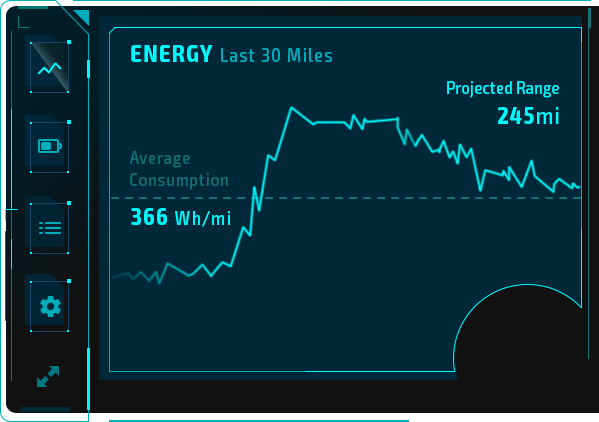 ENERGY Last 30 Miles
Projected Range
245mi
Average
Consumption
366 Wh/mi